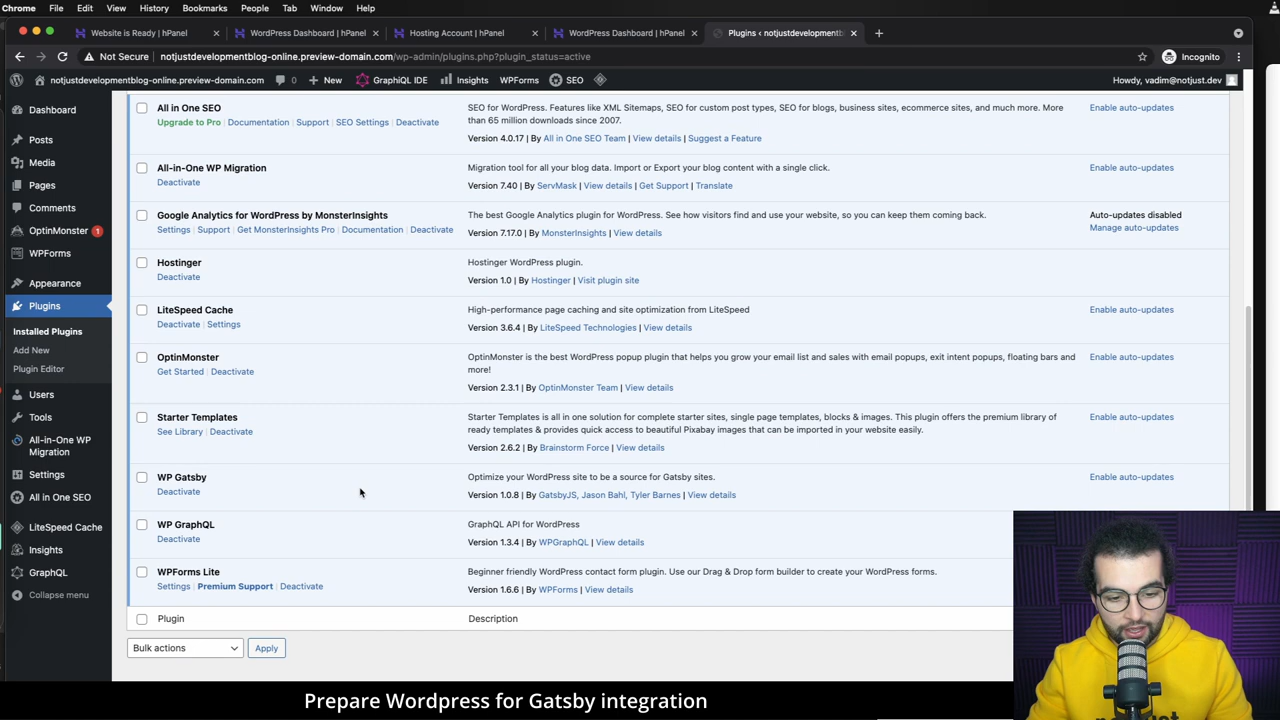 Chrome File Edit View History Bookmarks People Tab Window Help
Website is Ready | hPanel WordPress Dashboard | hPanel Hosting Account | hPanel WordPress Dashboard | hPanel Plugins ‹ notjustdevelopmentb
Not Secure | notjustdevelopmentblog-online.preview-domain.com/wp-admin/plugins.php?plugin_status=active Incognito
notjustdevelopmentblog-online.preview-domain.com 0 New GraphiQL IDE Insights WPForms SEO Howdy, vadim@notjust.dev
Dashboard
Posts
Media
Pages
Comments
OptinMonster 1
WPForms
Appearance
Plugins
Installed Plugins
Add New
Plugin Editor
Users
Tools
All-in-One WP
Migration
Settings
All in One SEO
LiteSpeed Cache
Insights
GraphQL
Collapse menu
All in One SEO
Upgrade to Pro | Documentation | Support | SEO Settings | Deactivate
SEO for WordPress. Features like XML Sitemaps, SEO for custom post types, SEO for blogs, business sites, ecommerce sites, and much more. More
than 65 million downloads since 2007.
Version 4.0.17 | By All in One SEO Team | View details | Suggest a Feature
Enable auto-updates
All-in-One WP Migration
Deactivate
Migration tool for all your blog data. Import or Export your blog content with a single click.
Version 7.40 | By ServMask | View details | Get Support | Translate
Enable auto-updates
Google Analytics for WordPress by MonsterInsights
Settings | Support | Get MonsterInsights Pro | Documentation | Deactivate
The best Google Analytics plugin for WordPress. See how visitors find and use your website, so you can keep them coming back.
Version 7.17.0 | By MonsterInsights | View details
Auto-updates disabled
Manage auto-updates
Hostinger
Deactivate
Hostinger WordPress plugin.
Version 1.0 | By Hostinger | Visit plugin site
LiteSpeed Cache
Deactivate | Settings
High-performance page caching and site optimization from LiteSpeed
Version 3.6.4 | By LiteSpeed Technologies | View details
Enable auto-updates
OptinMonster
Get Started | Deactivate
OptinMonster is the best WordPress popup plugin that helps you grow your email list and sales with email popups, exit intent popups, floating bars and
more!
Version 2.3.1 | By OptinMonster Team | View details
Enable auto-updates
Starter Templates
See Library | Deactivate
Starter Templates is all in one solution for complete starter sites, single page templates, blocks & images. This plugin offers the premium library of
ready templates & provides quick access to beautiful Pixabay images that can be imported in your website easily.
Version 2.6.2 | By Brainstorm Force | View details
Enable auto-updates
WP Gatsby
Deactivate
Optimize your WordPress site to be a source for Gatsby sites.
Version 1.0.8 | By GatsbyJS, Jason Bahl, Tyler Barnes | View details
Enable auto-updates
WP GraphQL
Deactivate
GraphQL API for WordPress
Version 1.3.4 | By WPGraphQL | View details
WPForms Lite
Settings | Premium Support | Deactivate
Beginner friendly WordPress contact form plugin. Use our Drag & Drop form builder to create your WordPress forms.
Version 1.6.6 | By WPForms | View details
Plugin Description
Bulk actions Apply
Prepare Wordpress for Gatsby integration